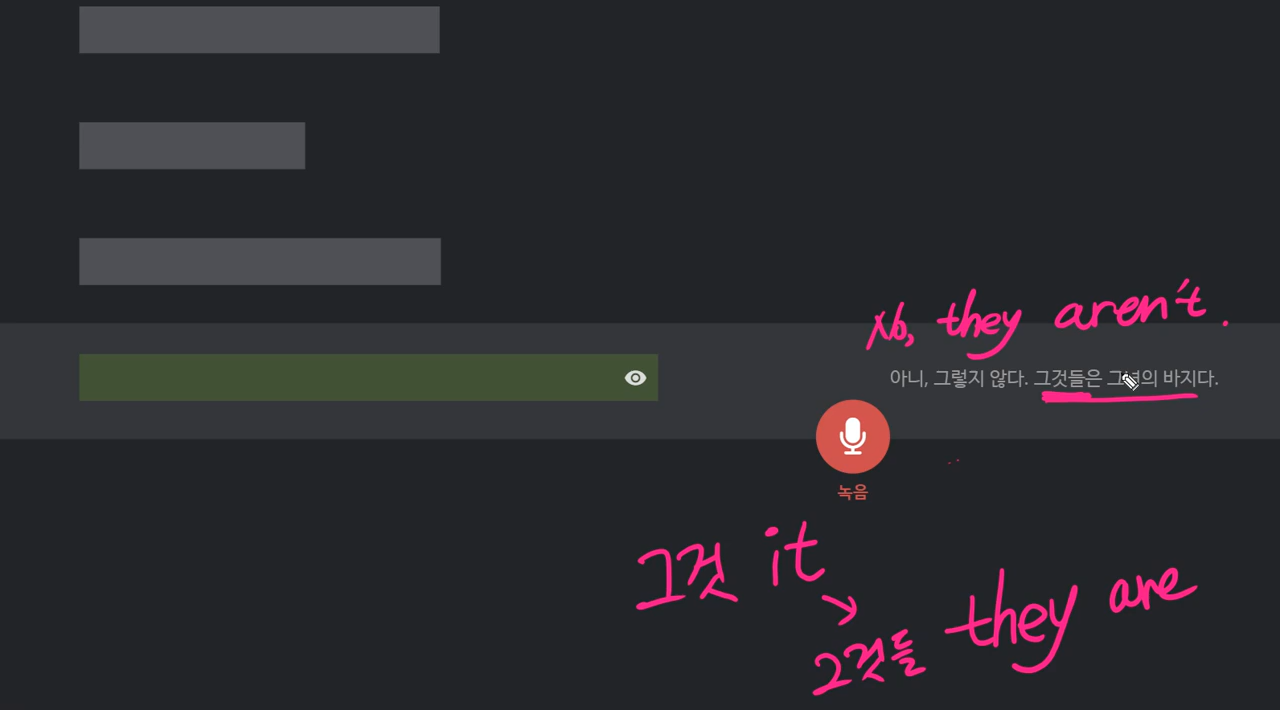 No, they aren't.
아니, 그렇지 않다. 그것들은 그녀의 바지다.
녹음
그것 it
→
그것들 they are